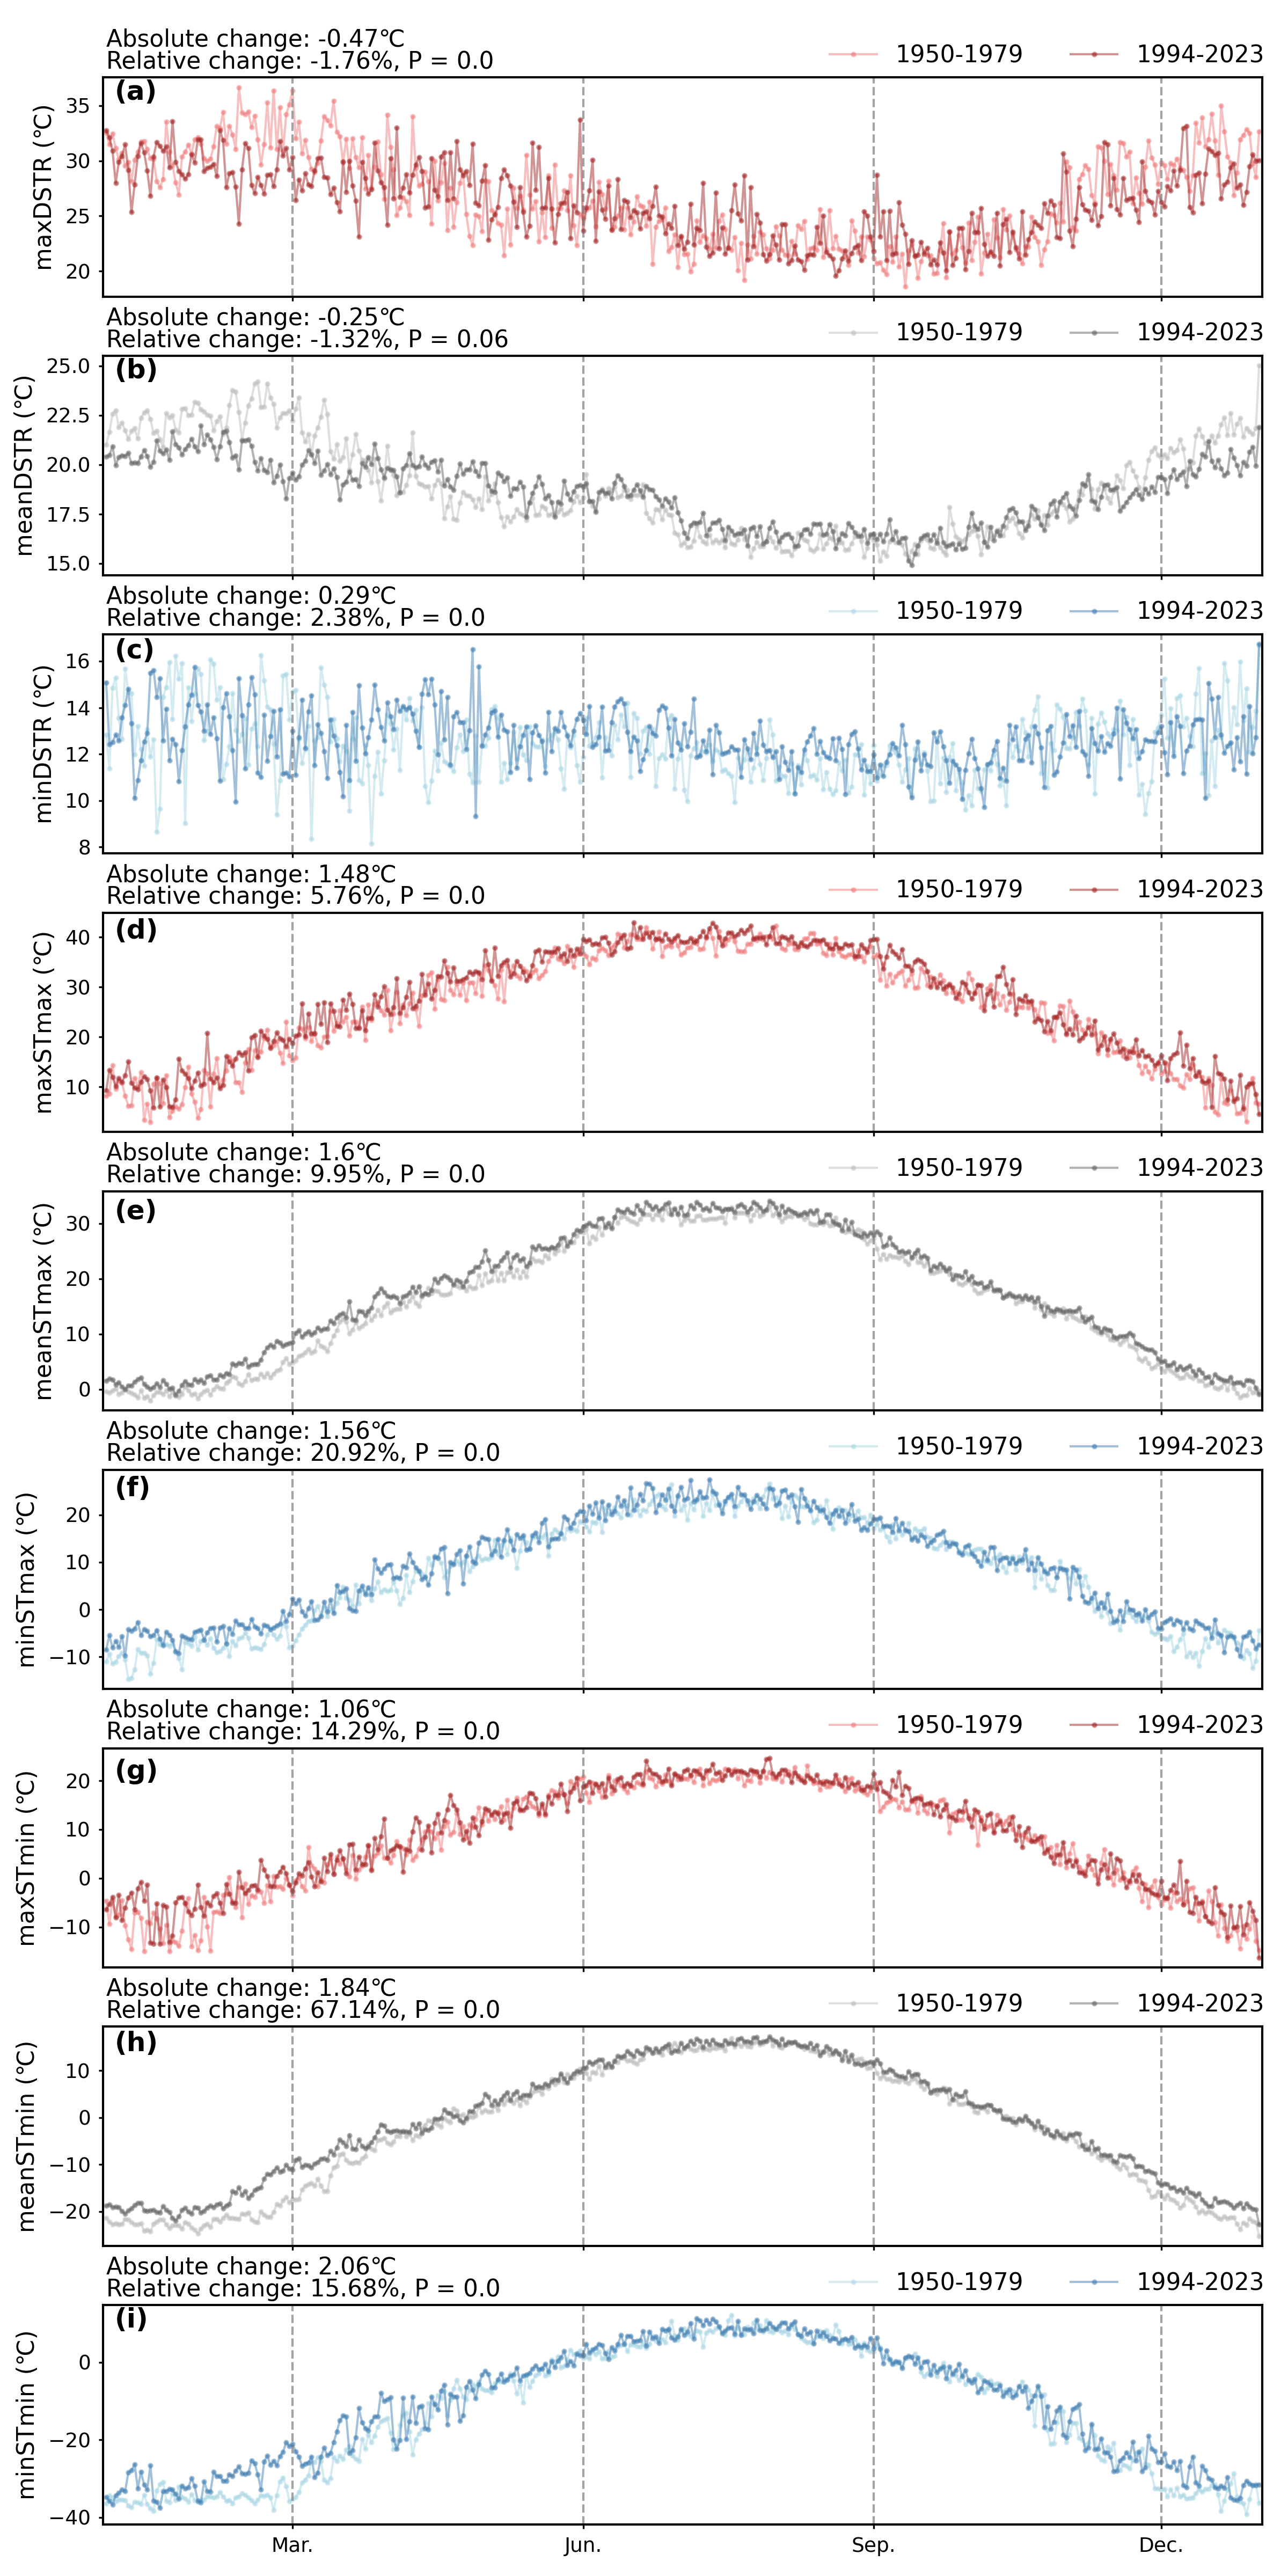 Absolute change: -0.47℃
Relative change: -1.76%, P = 0.0
1950-1979 1994-2023
(a)
maxDSTR (℃)
35
30
25
20
Absolute change: -0.25℃
Relative change: -1.32%, P = 0.06
1950-1979 1994-2023
(b)
meanDSTR (℃)
25.0
22.5
20.0
17.5
15.0
Absolute change: 0.29℃
Relative change: 2.38%, P = 0.0
1950-1979 1994-2023
(c)
minDSTR (℃)
16
14
12
10
8
Absolute change: 1.48℃
Relative change: 5.76%, P = 0.0
1950-1979 1994-2023
(d)
maxSTmax (℃)
40
30
20
10
Absolute change: 1.6℃
Relative change: 9.95%, P = 0.0
1950-1979 1994-2023
(e)
meanSTmax (℃)
30
20
10
0
Absolute change: 1.56℃
Relative change: 20.92%, P = 0.0
1950-1979 1994-2023
(f)
minSTmax (℃)
20
10
0
−10
Absolute change: 1.06℃
Relative change: 14.29%, P = 0.0
1950-1979 1994-2023
(g)
maxSTmin (℃)
20
10
0
−10
Absolute change: 1.84℃
Relative change: 67.14%, P = 0.0
1950-1979 1994-2023
(h)
meanSTmin (℃)
10
0
−10
−20
Absolute change: 2.06℃
Relative change: 15.68%, P = 0.0
1950-1979 1994-2023
(i)
minSTmin (℃)
0
−20
−40
Mar. Jun. Sep. Dec.